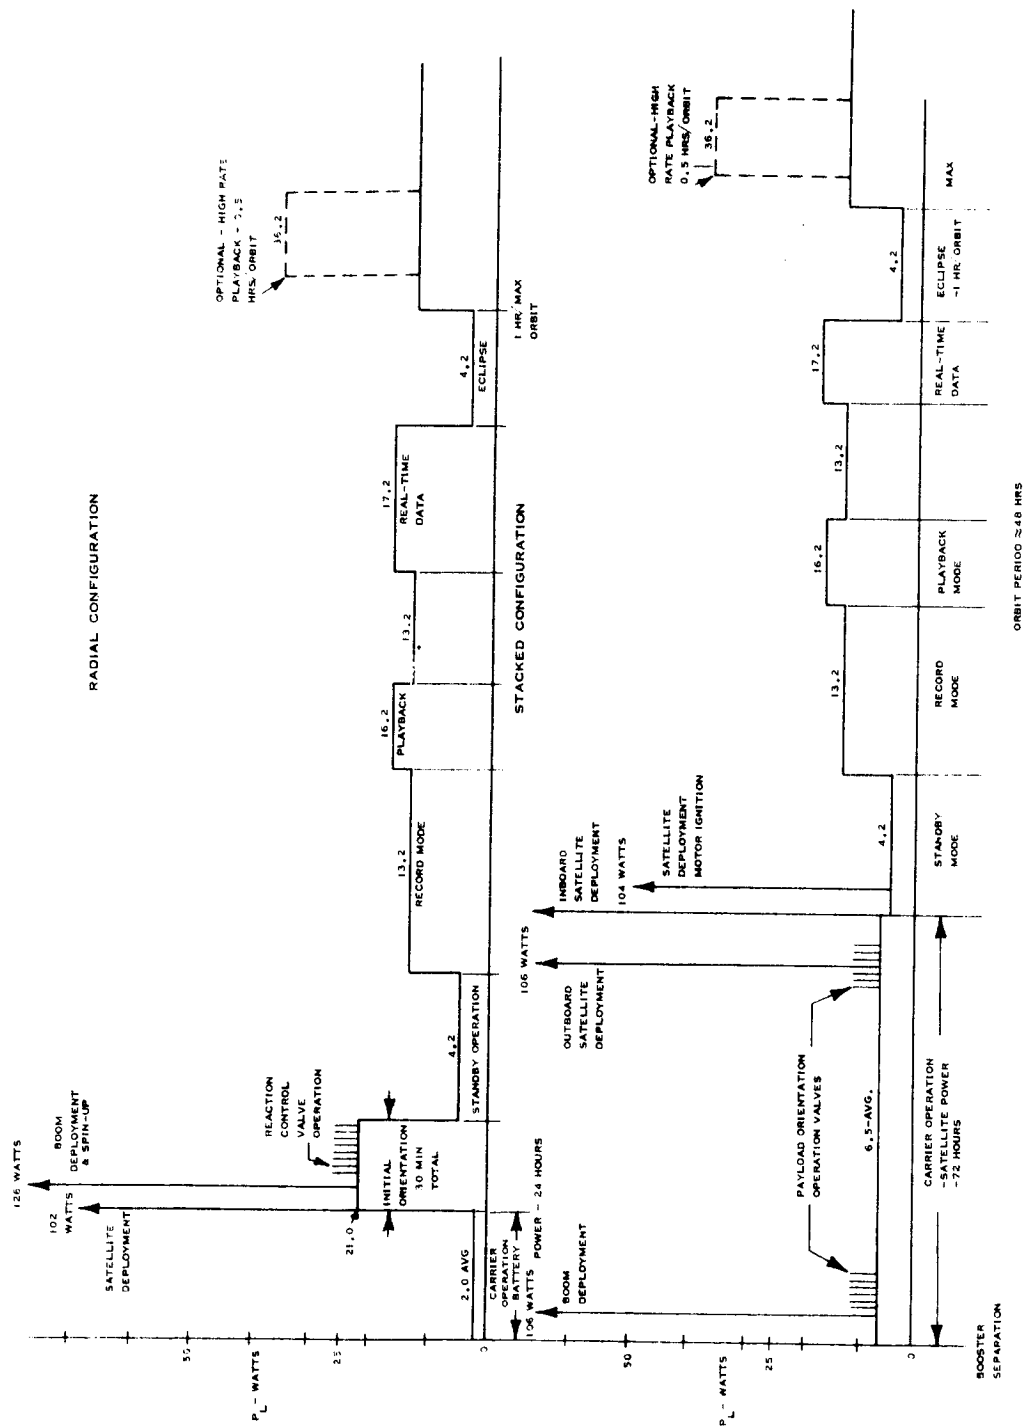 RADIAL CONFIGURATION
126 WATTS
BOOM
DEPLOYMENT
& SPIN-UP
102
WATTS
SATELLITE
DEPLOYMENT
REACTION
CONTROL
VALVE
OPERATION
OPTIONAL - HIGH RATE
PLAYBACK - 0.5
HRS/ORBIT
36.2
50
25
0
P_L - WATTS
21.0
INITIAL
ORIENTATION
30 MIN
TOTAL
2.0 AVG
CARRIER
OPERATION
BATTERY
POWER - 24 HOURS
4.2
STANDBY OPERATION
13.2
RECORD MODE
16.2
PLAYBACK
13.2
17.2
REAL-TIME
DATA
4.2
ECLIPSE
1 HR/MAX
ORBIT
STACKED CONFIGURATION
106 WATTS
BOOM
DEPLOYMENT
106 WATTS
OUTBOARD
SATELLITE
DEPLOYMENT
INBOARD
SATELLITE
DEPLOYMENT
104 WATTS
SATELLITE
DEPLOYMENT
MOTOR IGNITION
OPTIONAL-HIGH
RATE PLAYBACK
0.5 HRS/ORBIT
36.2
50
25
0
P_L - WATTS
PAYLOAD ORIENTATION
OPERATION VALVES
6.5-AVG.
4.2
13.2
16.2
13.2
17.2
4.2
BOOSTER
SEPARATION
CARRIER OPERATION
-SATELLITE POWER
-72 HOURS
STANDBY
MODE
RECORD
MODE
PLAYBACK
MODE
REAL-TIME
DATA
ECLIPSE
-1 HR/ORBIT
MAX
ORBIT PERIOD ≈48 HRS